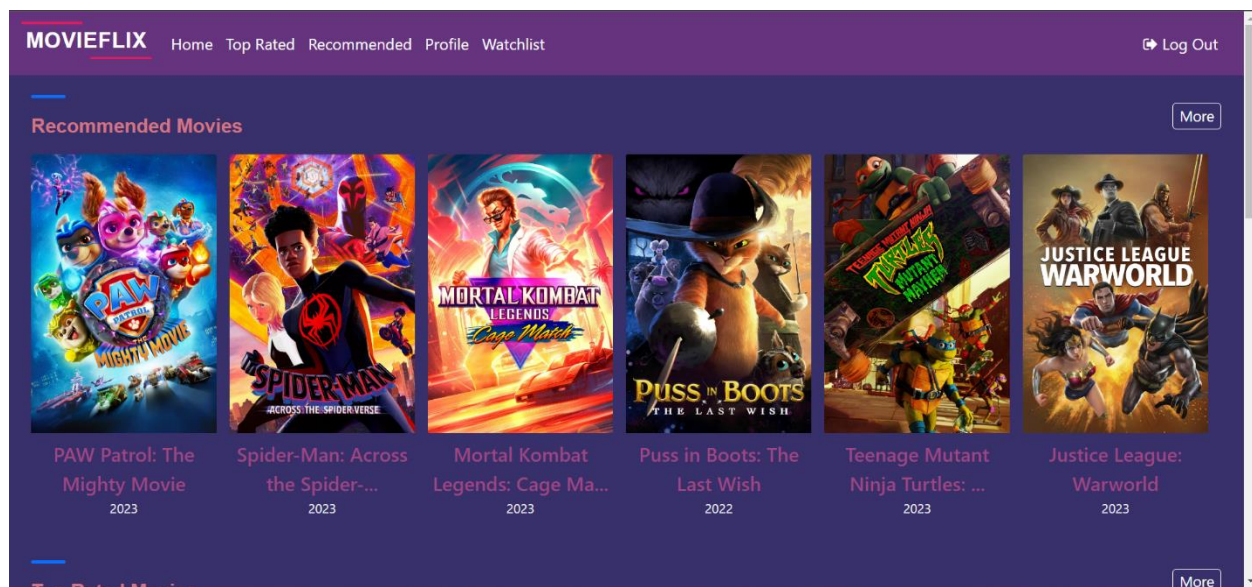 MOVIEFLIX
Home Top Rated Recommended Profile Watchlist
Log Out
Recommended Movies
More
PAW
PATROL
THE
MIGHTY MOVIE
SPIDER-MAN
ACROSS THE SPIDER-VERSE
MORTAL KOMBAT
LEGENDS
Cage Match
PUSS IN BOOTS
THE LAST WISH
TEENAGE MUTANT NINJA
TURTLES
MUTANT
MAYHEM
JUSTICE LEAGUE
WARWORLD
PAW Patrol: The
Mighty Movie
2023
Spider-Man: Across
the Spider-...
2023
Mortal Kombat
Legends: Cage Ma...
2023
Puss in Boots: The
Last Wish
2022
Teenage Mutant
Ninja Turtles: ...
2023
Justice League:
Warworld
2023
Top Rated Movies
More